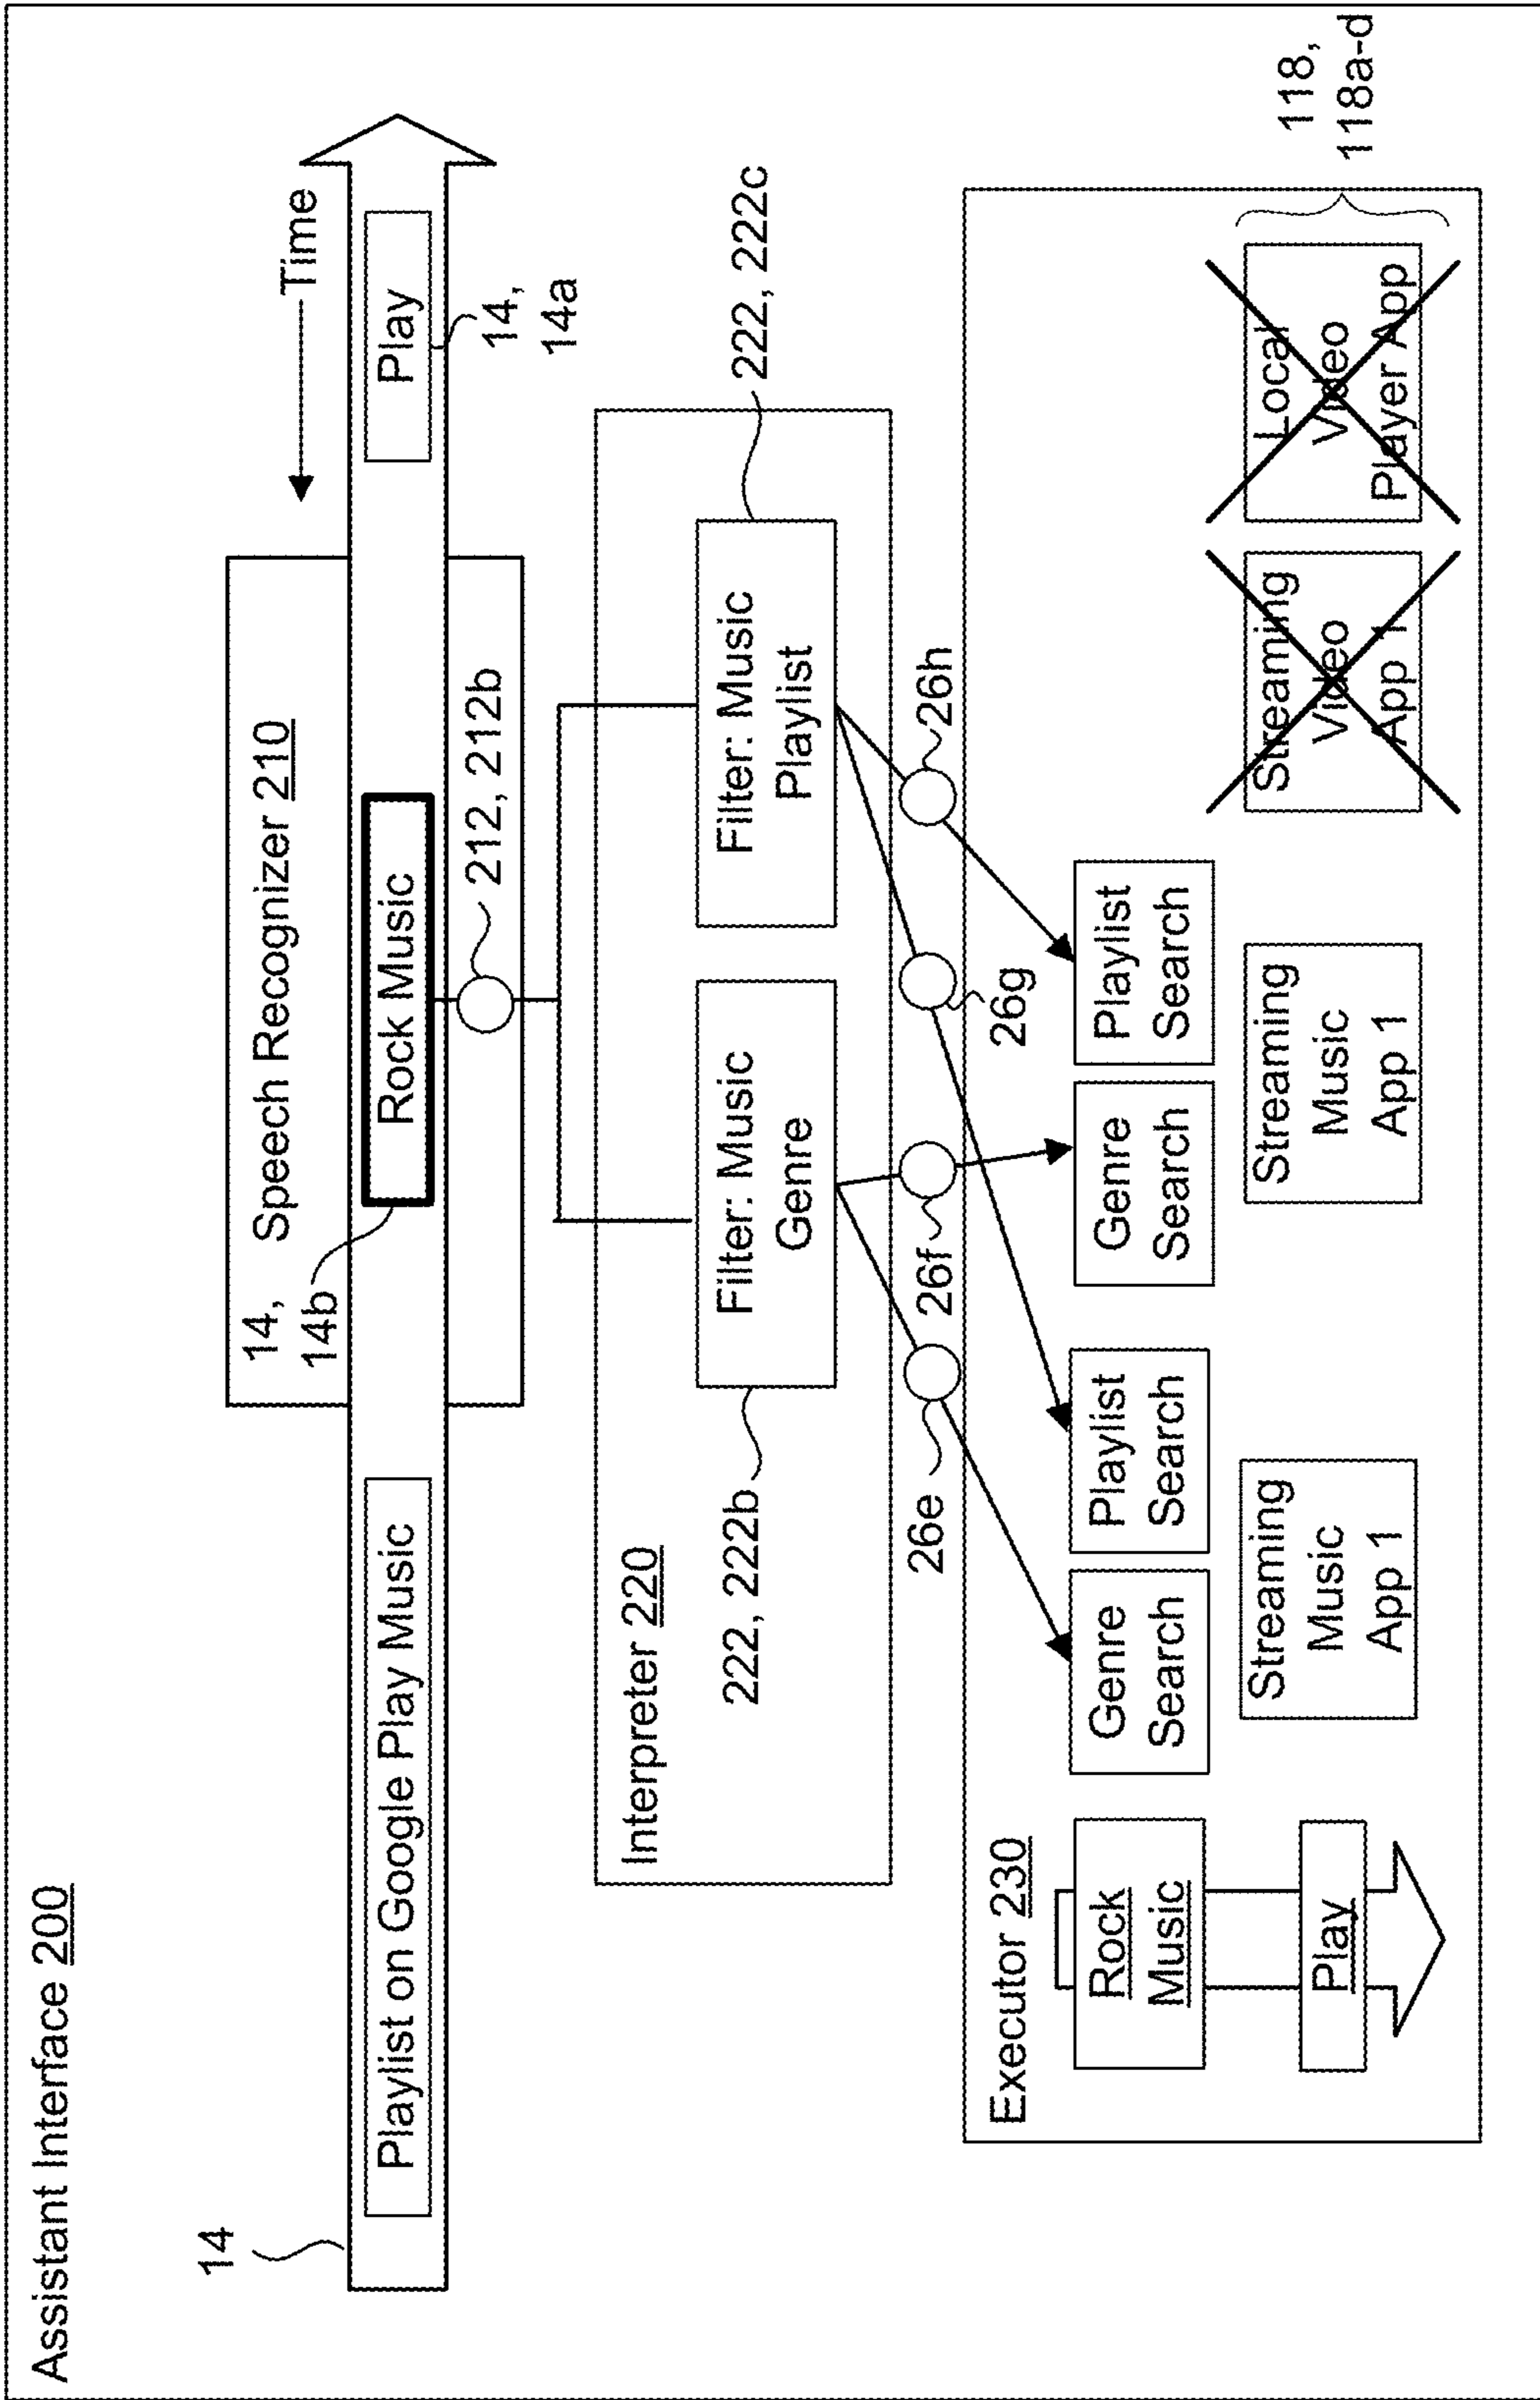 Assistant Interface 200
Time
14,
14b
Speech Recognizer 210
14
Playlist on Google Play Music
Rock Music
Play
14,
14a
212, 212b
Interpreter 220
222, 222b
Filter: Music
Genre
Filter: Music
Playlist
222, 222c
26e
26f
26g
26h
Executor 230
Rock
Music
Play
Genre
Search
Playlist
Search
Genre
Search
Playlist
Search
Streaming
Music
App 1
Streaming
Music
App 1
Streaming
Video
App 1
Local
Video
Player App
118,
118a-d